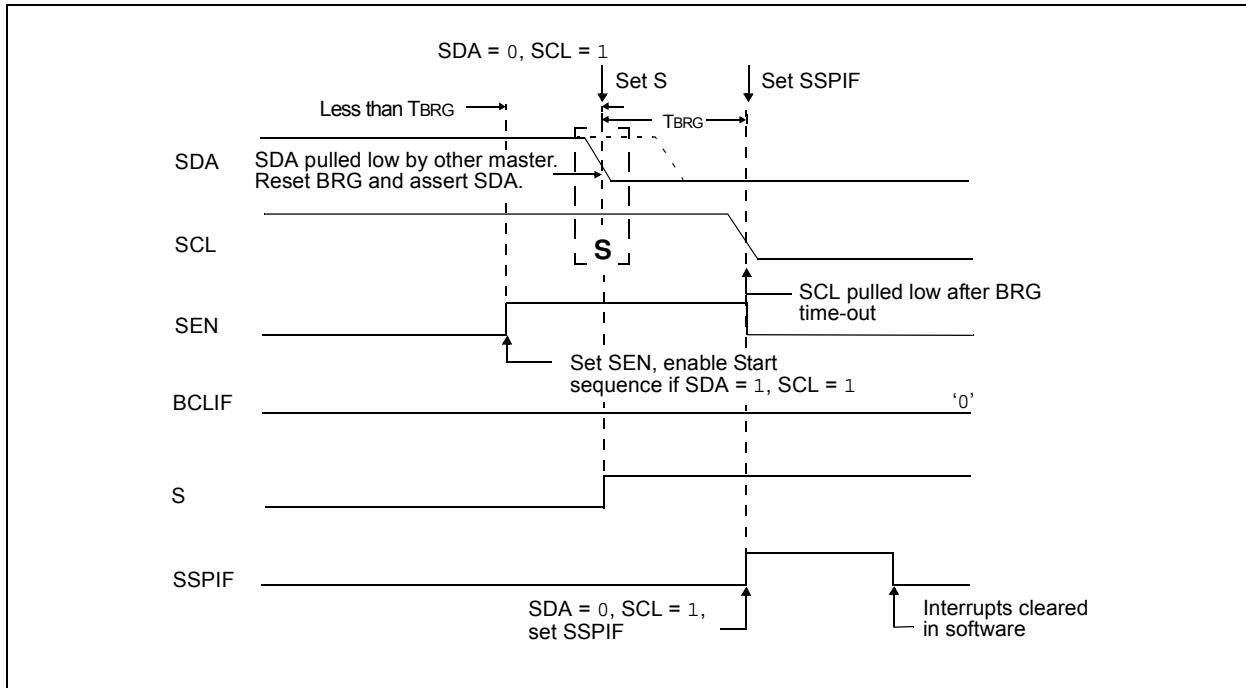 SDA = 0, SCL = 1
Set S
Set SSPIF
Less than TBRG
TBRG
SDA
SDA pulled low by other master.
Reset BRG and assert SDA.
SCL
S
SCL pulled low after BRG
time-out
SEN
Set SEN, enable Start
sequence if SDA = 1, SCL = 1
BCLIF
‘0’
S
SSPIF
SDA = 0, SCL = 1,
set SSPIF
Interrupts cleared
in software